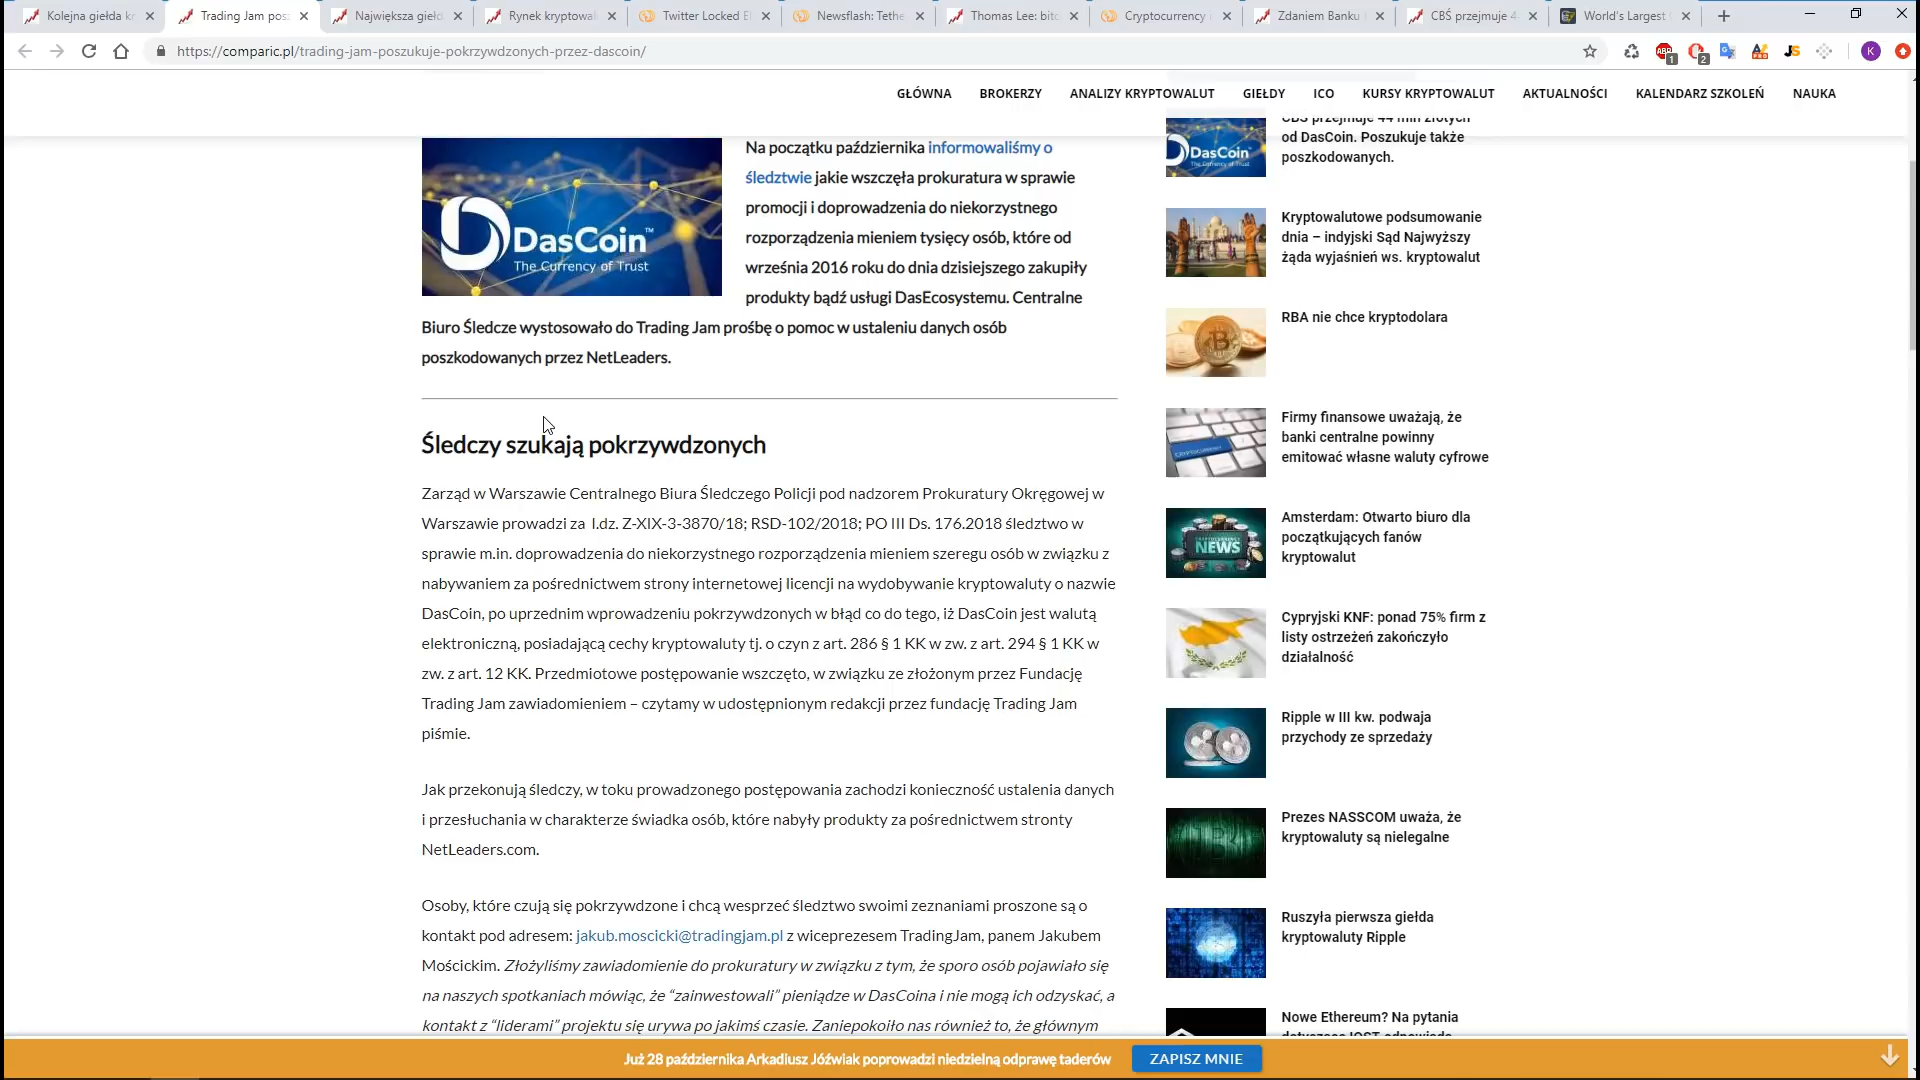 Kolejna giełda kr
Trading Jam pos
Największa giełd
Rynek kryptowal
Twitter Locked El
Newsflash: Tethe
Thomas Lee: bitc
Cryptocurrency
Zdaniem Banku
CBŚ przejmuje 4
World's Largest
https://comparic.pl/trading-jam-poszukuje-pokrzywdzonych-przez-dascoin/
GŁÓWNA BROKERZY ANALIZY KRYPTOWALUT GIEŁDY ICO KURSY KRYPTOWALUT AKTUALNOŚCI KALENDARZ SZKOLEŃ NAUKA
DasCoin™
The Currency of Trust
Na początku października informowaliśmy o
śledztwie jakie wszczęła prokuratura w sprawie
promocji i doprowadzenia do niekorzystnego
rozporządzenia mieniem tysięcy osób, które od
września 2016 roku do dnia dzisiejszego zakupiły
produkty bądź usługi DasEcosystemu. Centralne
Biuro Śledcze wystosowało do Trading Jam prośbę o pomoc w ustaleniu danych osób
poszkodowanych przez NetLeaders.
Śledczy szukają pokrzywdzonych
Zarząd w Warszawie Centralnego Biura Śledczego Policji pod nadzorem Prokuratury Okręgowej w
Warszawie prowadzi za l.dz. Z-XIX-3-3870/18; RSD-102/2018; PO III Ds. 176.2018 śledztwo w
sprawie m.in. doprowadzenia do niekorzystnego rozporządzenia mieniem szeregu osób w związku z
nabywaniem za pośrednictwem strony internetowej licencji na wydobywanie kryptowaluty o nazwie
DasCoin, po uprzednim wprowadzeniu pokrzywdzonych w błąd co do tego, iż DasCoin jest walutą
elektroniczną, posiadającą cechy kryptowaluty tj. o czyn z art. 286 § 1 KK w zw. z art. 294 § 1 KK w
zw. z art. 12 KK. Przedmiotowe postępowanie wszczęto, w związku ze złożonym przez Fundację
Trading Jam zawiadomieniem – czytamy w udostępnionym redakcji przez fundację Trading Jam
piśmie.
Jak przekonują śledczy, w toku prowadzonego postępowania zachodzi konieczność ustalenia danych
i przesłuchania w charakterze świadka osób, które nabyły produkty za pośrednictwem stronty
NetLeaders.com.
Osoby, które czują się pokrzywdzone i chcą wesprzeć śledztwo swoimi zeznaniami proszone są o
kontakt pod adresem: jakub.moscicki@tradingjam.pl z wiceprezesem TradingJam, panem Jakubem
Mościckim. Złożyliśmy zawiadomienie do prokuratury w związku z tym, że sporo osób pojawiało się
na naszych spotkaniach mówiąc, że “zainwestowali” pieniądze w DasCoina i nie mogą ich odzyskać, a
kontakt z “liderami” projektu się urywa po jakimś czasie. Zaniepokoiło nas również to, że głównym
DasCoin
The Currency of Trust
CBŚ przejmuje 44 mln złotych
od DasCoin. Poszukuje także
poszkodowanych.
Kryptowalutowe podsumowanie
dnia – indyjski Sąd Najwyższy
żąda wyjaśnień ws. kryptowalut
RBA nie chce kryptodolara
Firmy finansowe uważają, że
banki centralne powinny
emitować własne waluty cyfrowe
NEWS
Amsterdam: Otwarto biuro dla
początkujących fanów
kryptowalut
Cypryjski KNF: ponad 75% firm z
listy ostrzeżeń zakończyło
działalność
Ripple w III kw. podwaja
przychody ze sprzedaży
Prezes NASSCOM uważa, że
kryptowaluty są nielegalne
Ruszyła pierwsza giełda
kryptowaluty Ripple
Nowe Ethereum? Na pytania
Już 28 października Arkadiusz Jóźwiak poprowadzi niedzielną odprawę taderów
ZAPISZ MNIE